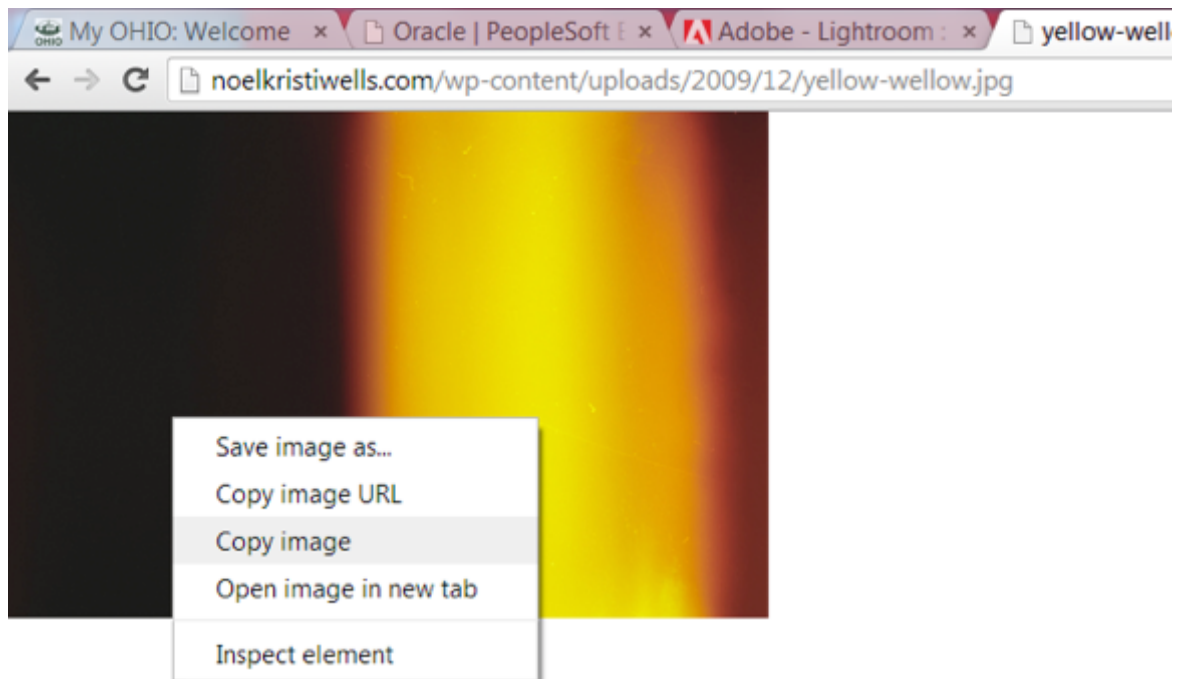 OHIO
My OHIO: Welcome × Oracle | PeopleSoft E × Adobe - Lightroom : × yellow-well
noelkristiwells.com/wp-content/uploads/2009/12/yellow-wellow.jpg
Save image as...
Copy image URL
Copy image
Open image in new tab
Inspect element